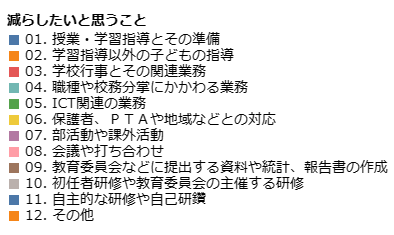 減らしたいと思うこと
01. 授業・学習指導とその準備
02. 学習指導以外の子どもの指導
03. 学校行事とその関連業務
04. 職種や校務分掌にかかわる業務
05. ICT関連の業務
06. 保護者、ＰＴＡや地域などとの対応
07. 部活動や課外活動
08. 会議や打ち合わせ
09. 教育委員会などに提出する資料や統計、報告書の作成
10. 初任者研修や教育委員会の主催する研修
11. 自主的な研修や自己研鑽
12. その他